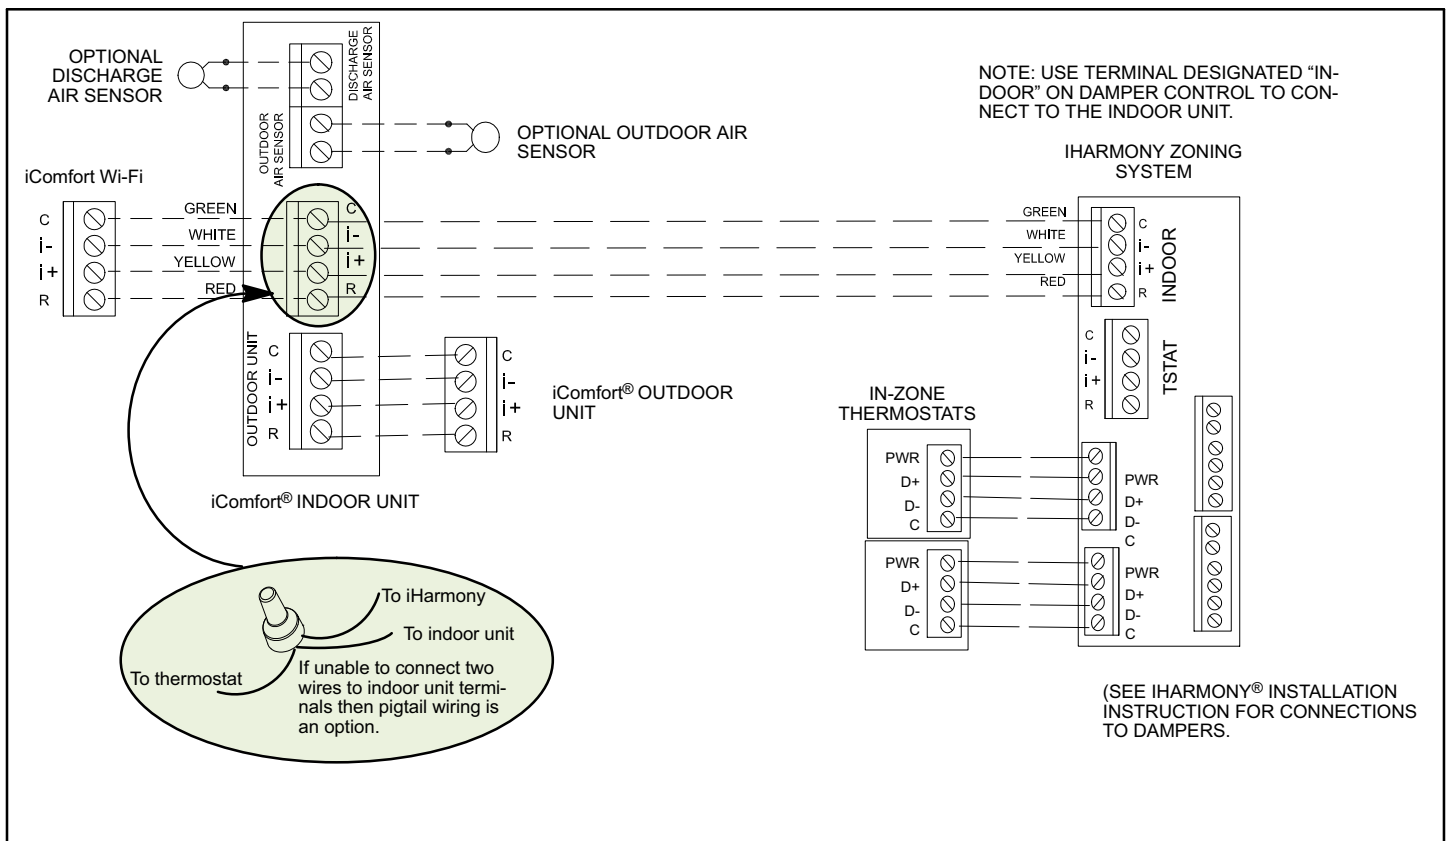 OPTIONAL
DISCHARGE
AIR SENSOR
DISCHARGE
AIR SENSOR
OUTDOOR
AIR SENSOR
OPTIONAL OUTDOOR AIR
SENSOR
NOTE: USE TERMINAL DESIGNATED “IN-
DOOR” ON DAMPER CONTROL TO CON-
NECT TO THE INDOOR UNIT.
IHARMONY ZONING
SYSTEM
iComfort Wi-Fi
C
i-
i+
R
GREEN
WHITE
YELLOW
RED
C
i-
i+
R
GREEN
WHITE
YELLOW
RED
C
i-
i+
R
INDOOR
C
i-
i+
R
TSTAT
OUTDOOR UNIT
C
i-
i+
R
C
i-
i+
R
iComfort® OUTDOOR
UNIT
iComfort® INDOOR UNIT
IN-ZONE
THERMOSTATS
PWR
D+
D-
C
PWR
D+
D-
C
PWR
D+
D-
C
PWR
D+
D-
C
To iHarmony
To indoor unit
To thermostat
If unable to connect two
wires to indoor unit termi-
nals then pigtail wiring is
an option.
(SEE IHARMONY® INSTALLATION
INSTRUCTION FOR CONNECTIONS
TO DAMPERS.